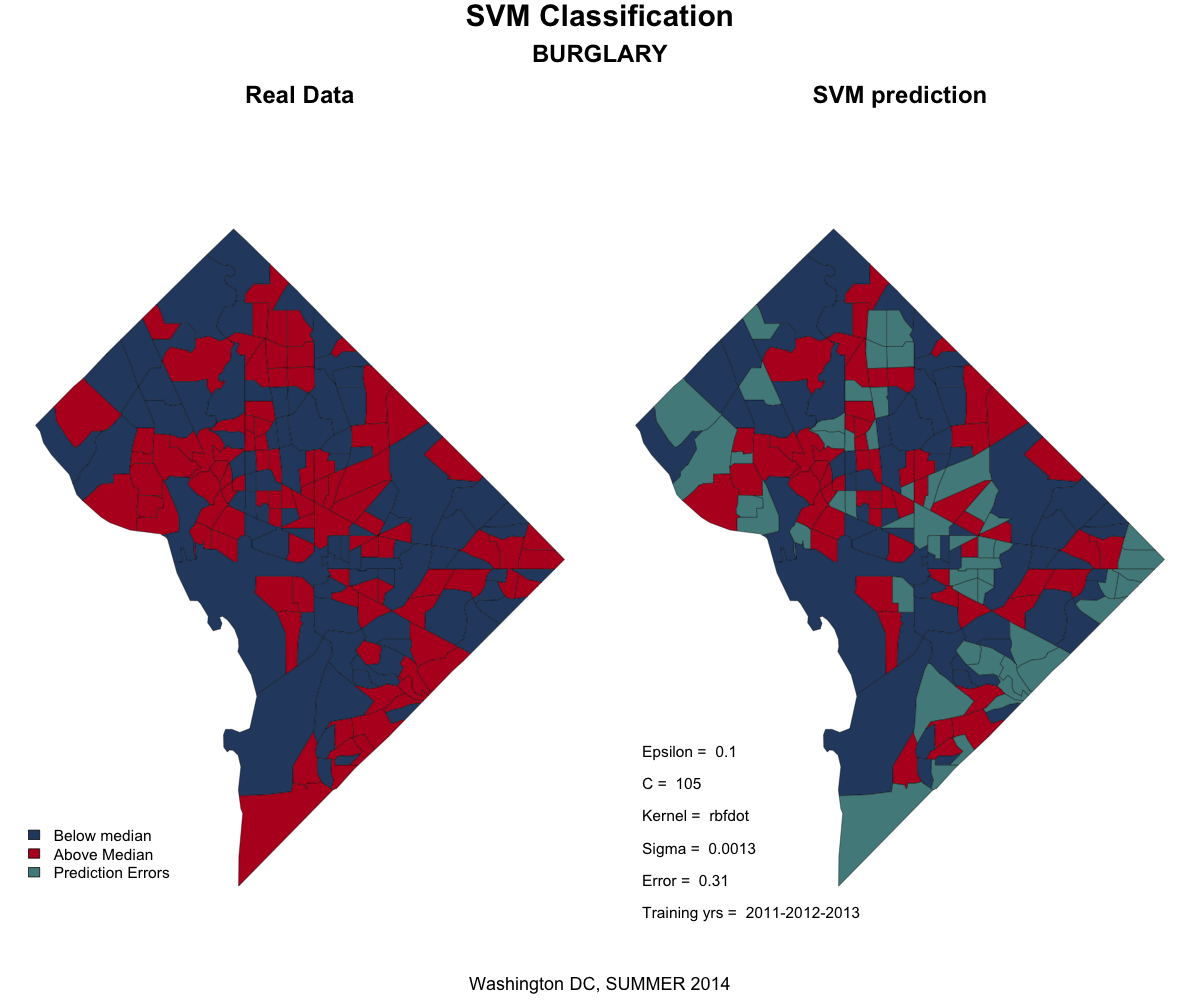 SVM Classification
BURGLARY
Real Data
SVM prediction
Below median
Above Median
Prediction Errors
Epsilon = 0.1
C = 105
Kernel = rbfdot
Sigma = 0.0013
Error = 0.31
Training yrs = 2011-2012-2013
Washington DC, SUMMER 2014